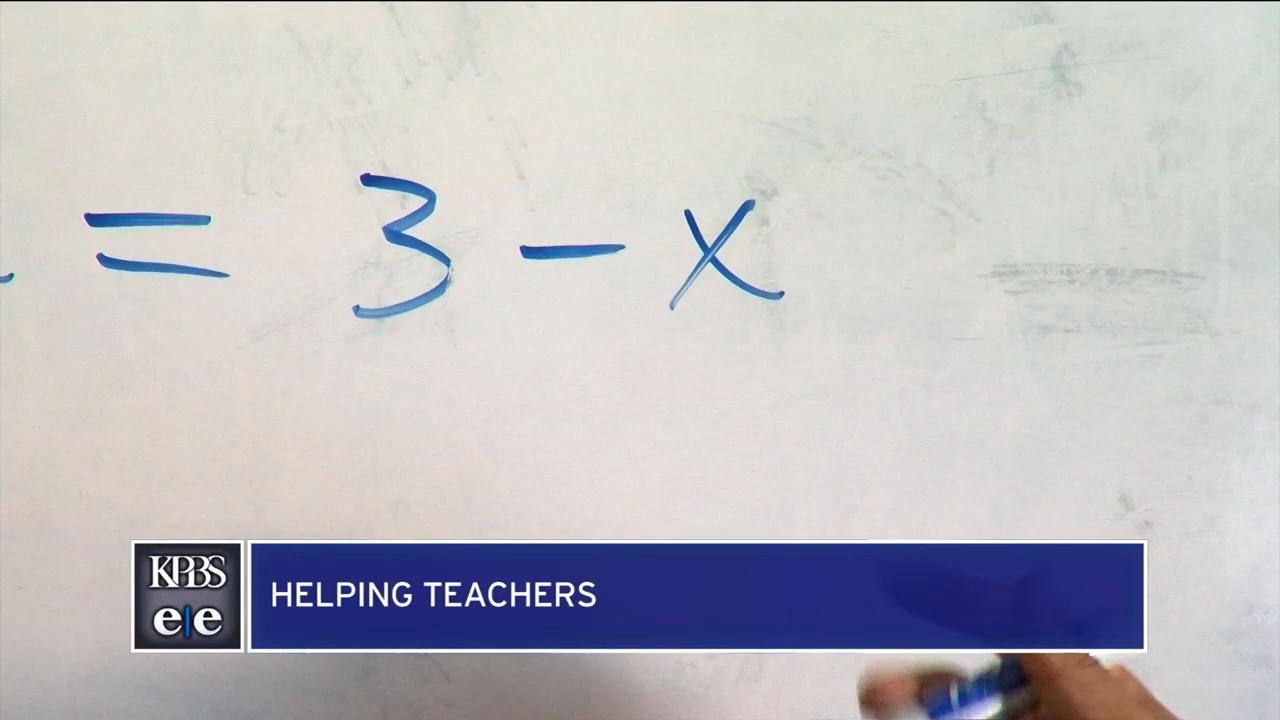 = 3 - x
KPBS
e|e
HELPING TEACHERS